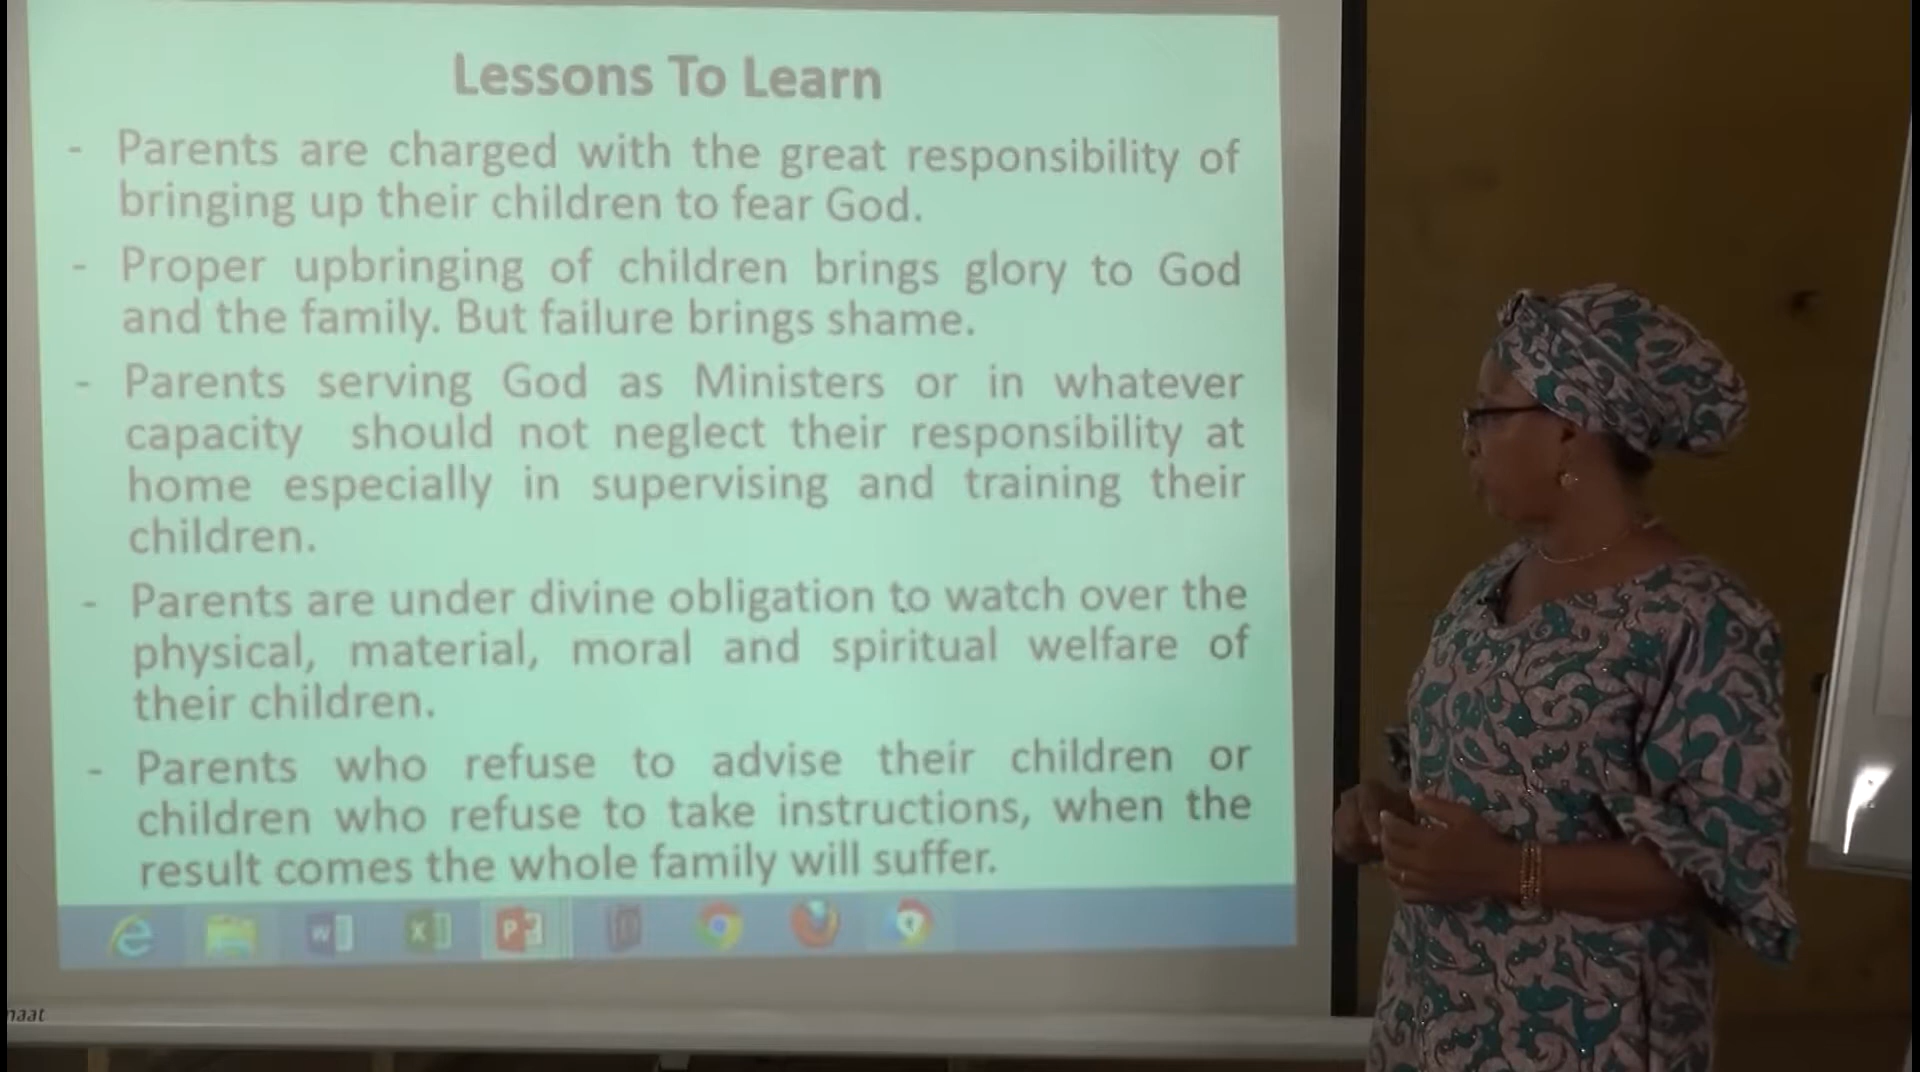 Lessons To Learn
- Parents are charged with the great responsibility of
bringing up their children to fear God.
- Proper upbringing of children brings glory to God
and the family. But failure brings shame.
- Parents serving God as Ministers or in whatever
capacity should not neglect their responsibility at
home especially in supervising and training their
children.
- Parents are under divine obligation to watch over the
physical, material, moral and spiritual welfare of
their children.
- Parents who refuse to advise their children or
children who refuse to take instructions, when the
result comes the whole family will suffer.